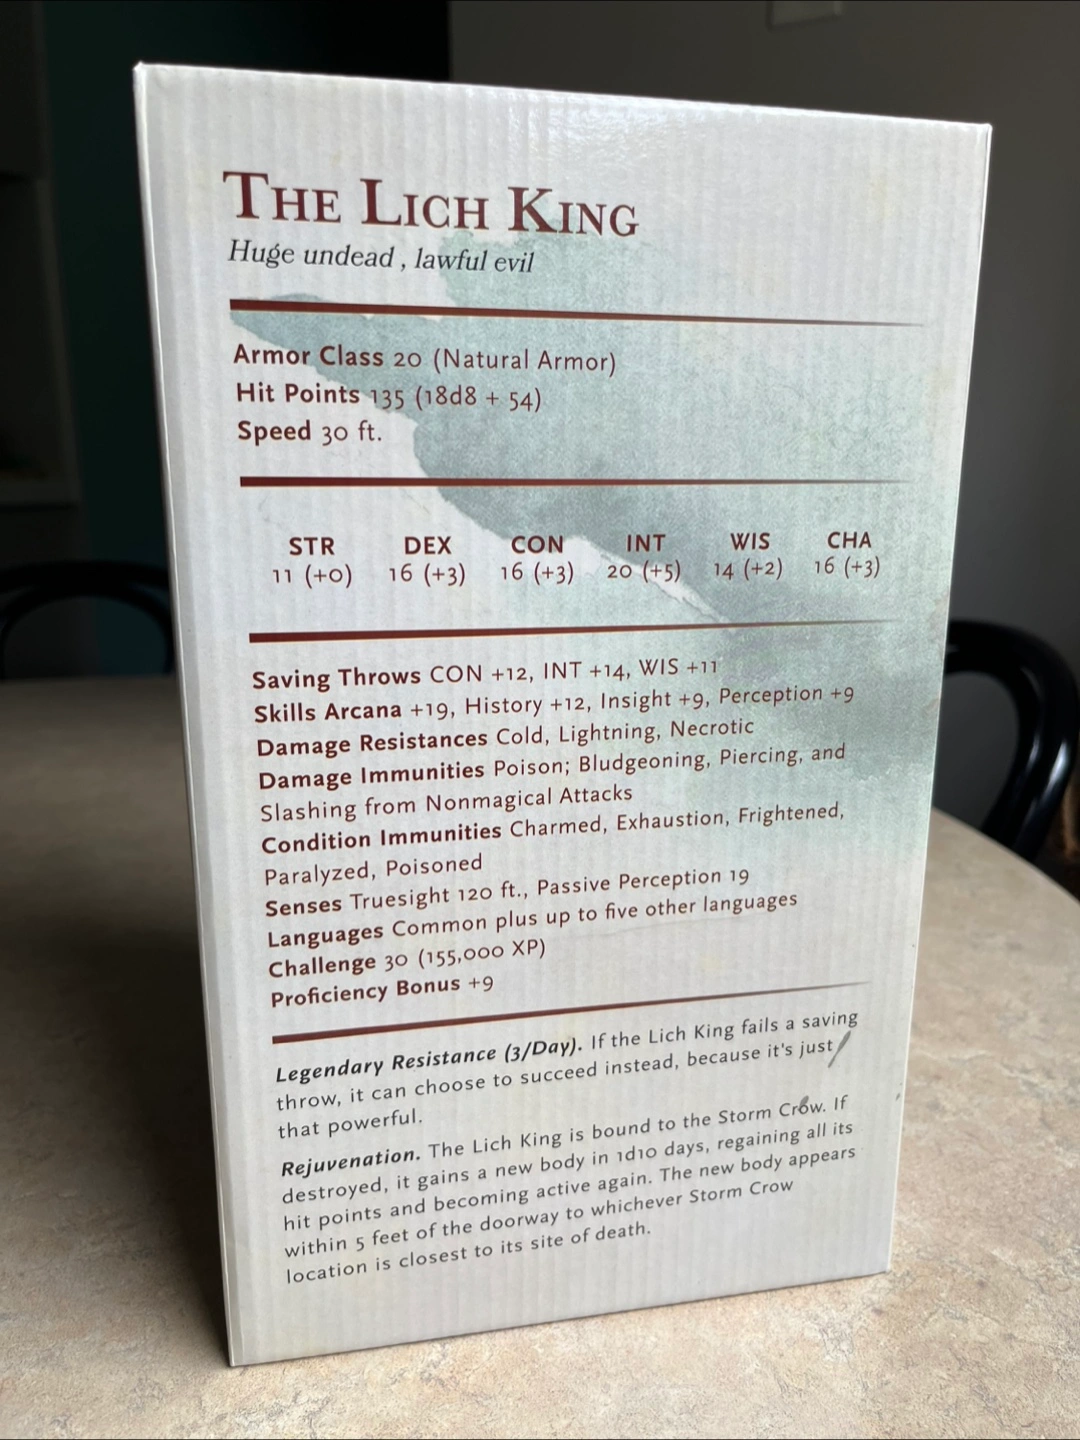 The Lich King
Huge undead , lawful evil
Armor Class 20 (Natural Armor)
Hit Points 135 (18d8 + 54)
Speed 30 ft.
STR DEX CON INT WIS CHA
11 (+0) 16 (+3) 16 (+3) 20 (+5) 14 (+2) 16 (+3)
Saving Throws CON +12, INT +14, WIS +11
Skills Arcana +19, History +12, Insight +9, Perception +9
Damage Resistances Cold, Lightning, Necrotic
Damage Immunities Poison; Bludgeoning, Piercing, and
Slashing from Nonmagical Attacks
Condition Immunities Charmed, Exhaustion, Frightened,
Paralyzed, Poisoned
Senses Truesight 120 ft., Passive Perception 19
Languages Common plus up to five other languages
Challenge 30 (155,000 XP)
Proficiency Bonus +9
Legendary Resistance (3/Day). If the Lich King fails a saving
throw, it can choose to succeed instead, because it's just
that powerful.
Rejuvenation. The Lich King is bound to the Storm Crow. If
destroyed, it gains a new body in 1d10 days, regaining all its
hit points and becoming active again. The new body appears
within 5 feet of the doorway to whichever Storm Crow
location is closest to its site of death.